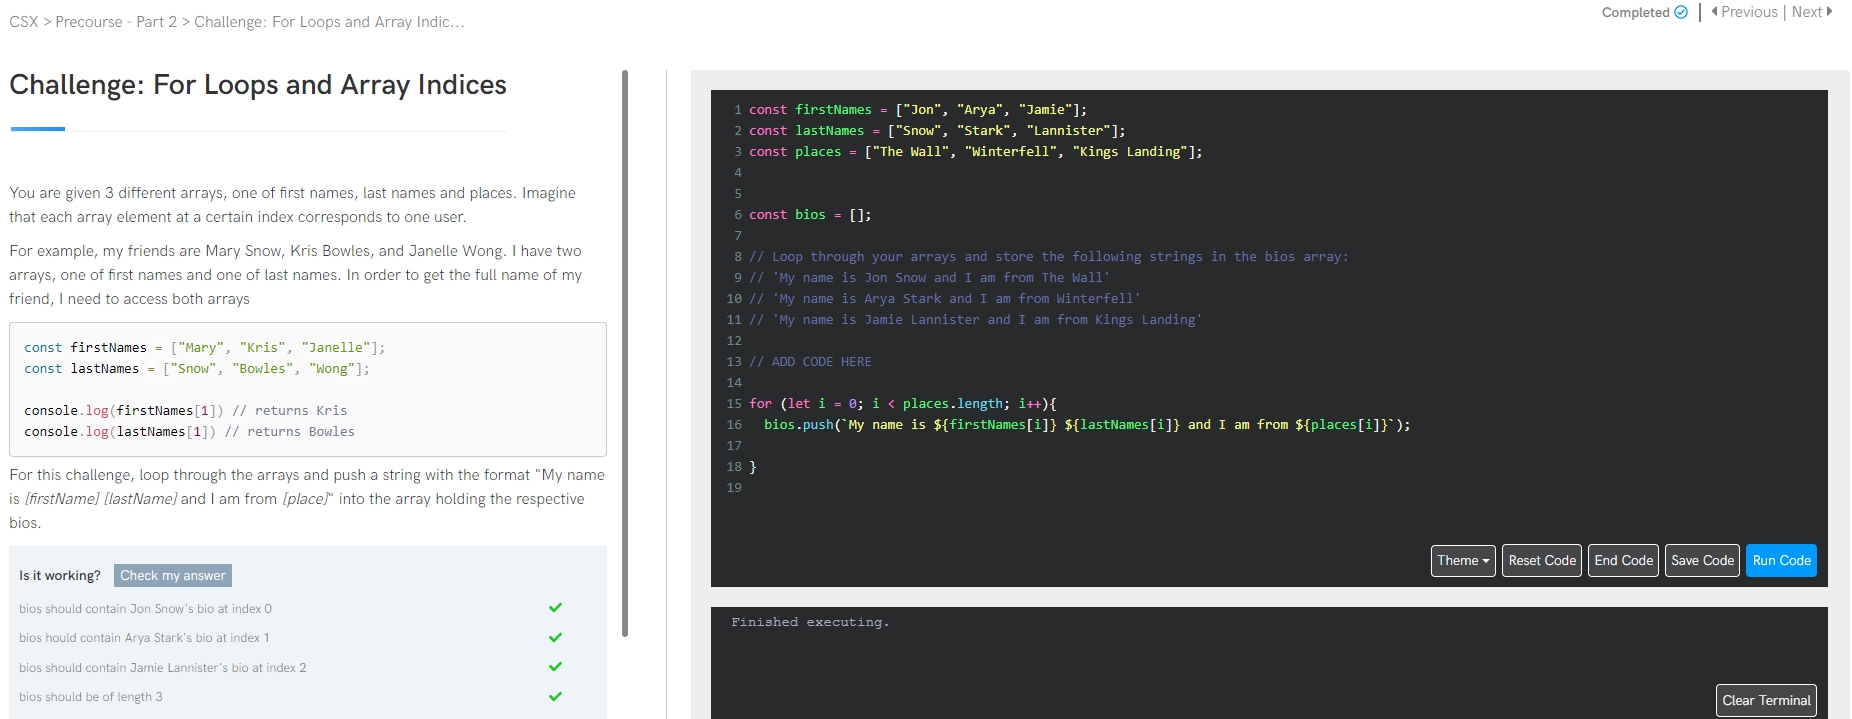 CSX > Precourse - Part 2 > Challenge: For Loops and Array Indic...
Completed | Previous | Next
Challenge: For Loops and Array Indices
You are given 3 different arrays, one of first names, last names and places. Imagine
that each array element at a certain index corresponds to one user.
For example, my friends are Mary Snow, Kris Bowles, and Janelle Wong. I have two
arrays, one of first names and one of last names. In order to get the full name of my
friend, I need to access both arrays
const firstNames = ["Mary", "Kris", "Janelle"];
const lastNames = ["Snow", "Bowles", "Wong"];
console.log(firstNames[1]) // returns Kris
console.log(lastNames[1]) // returns Bowles
For this challenge, loop through the arrays and push a string with the format "My name
is [firstName] [lastName] and I am from [place]" into the array holding the respective
bios.
Is it working? Check my answer
bios should contain Jon Snow's bio at index 0
bios hould contain Arya Stark's bio at index 1
bios should contain Jamie Lannister's bio at index 2
bios should be of length 3
1 const firstNames = ["Jon", "Arya", "Jamie"];
2 const lastNames = ["Snow", "Stark", "Lannister"];
3 const places = ["The Wall", "Winterfell", "Kings Landing"];
4
5
6 const bios = [];
7
8 // Loop through your arrays and store the following strings in the bios array:
9 // 'My name is Jon Snow and I am from The Wall'
10 // 'My name is Arya Stark and I am from Winterfell'
11 // 'My name is Jamie Lannister and I am from Kings Landing'
12
13 // ADD CODE HERE
14
15 for (let i = 0; i < places.length; i++){
16 bios.push(`My name is ${firstNames[i]} ${lastNames[i]} and I am from ${places[i]}`);
17
18 }
19
Theme Reset Code End Code Save Code Run Code
Finished executing.
Clear Terminal